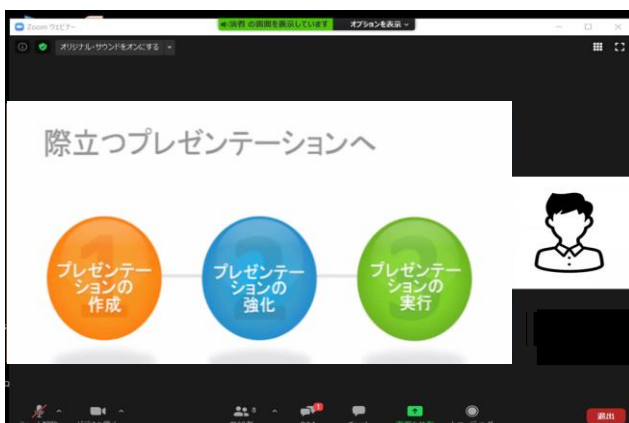 Zoom ウェビナー
の画面を表示しています
オプションを表示
オリジナル・サウンドをオンにする
際立つプレゼンテーションへ
1
プレゼンテー
ションの
作成
2
プレゼンテー
ションの
強化
3
プレゼンテー
ションの
実行
1
退出